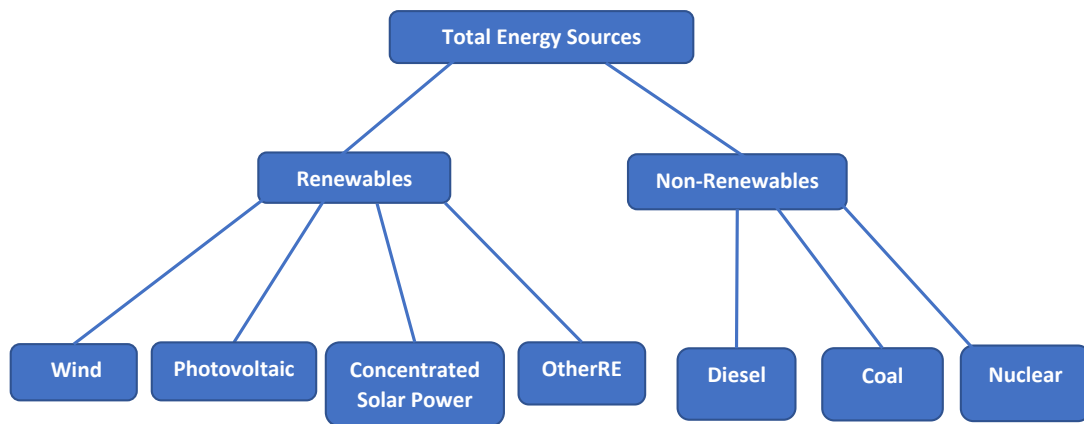 Total Energy Sources
Renewables
Non-Renewables
Wind
Photovoltaic
Concentrated
Solar Power
OtherRE
Diesel
Coal
Nuclear